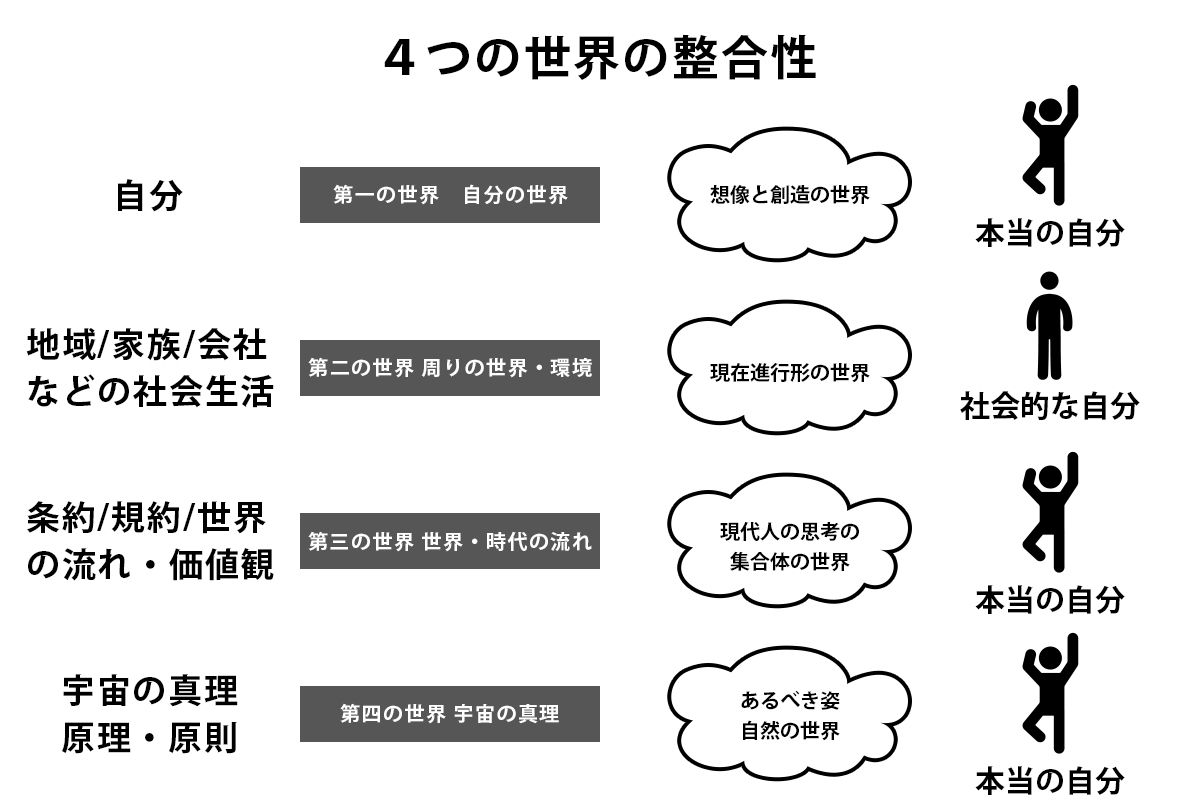 ４つの世界の整合性
自分
第一の世界　自分の世界
想像と創造の世界
本当の自分
地域/家族/会社
などの社会生活
第二の世界 周りの世界・環境
現在進行形の世界
社会的な自分
条約/規約/世界
の流れ・価値観
第三の世界 世界・時代の流れ
現代人の思考の
集合体の世界
本当の自分
宇宙の真理
原理・原則
第四の世界 宇宙の真理
あるべき姿
自然の世界
本当の自分